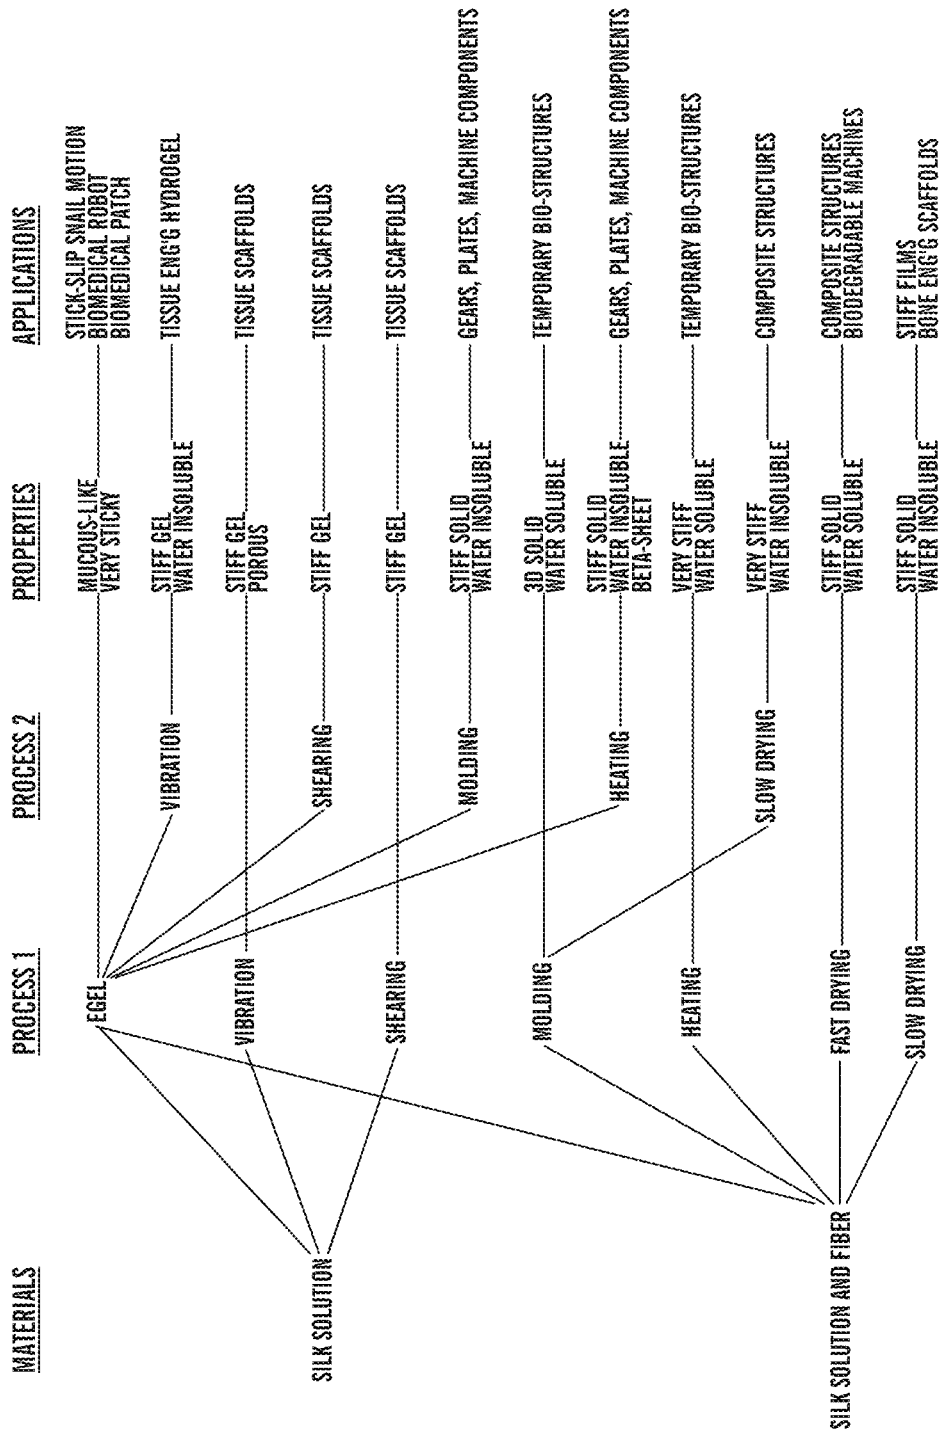 MATERIALS
PROCESS 1
PROCESS 2
PROPERTIES
APPLICATIONS
SILK SOLUTION
SILK SOLUTION AND FIBER
EGEL
VIBRATION
SHEARING
MOLDING
HEATING
FAST DRYING
SLOW DRYING
VIBRATION
SHEARING
MOLDING
HEATING
SLOW DRYING
MUCOUS-LIKE
VERY STICKY
STIFF GEL
WATER INSOLUBLE
STIFF GEL
POROUS
STIFF GEL
STIFF GEL
STIFF SOLID
WATER INSOLUBLE
3D SOLID
WATER SOLUBLE
STIFF SOLID
WATER INSOLUBLE
BETA-SHEET
VERY STIFF
WATER SOLUBLE
VERY STIFF
WATER INSOLUBLE
STIFF SOLID
WATER SOLUBLE
STIFF SOLID
WATER INSOLUBLE
STICK-SLIP SNAIL MOTION
BIOMEDICAL ROBOT
BIOMEDICAL PATCH
TISSUE ENG'G HYDROGEL
TISSUE SCAFFOLDS
TISSUE SCAFFOLDS
TISSUE SCAFFOLDS
GEARS, PLATES, MACHINE COMPONENTS
TEMPORARY BIO-STRUCTURES
GEARS, PLATES, MACHINE COMPONENTS
TEMPORARY BIO-STRUCTURES
COMPOSITE STRUCTURES
COMPOSITE STRUCTURES
BIODEGRADABLE MACHINES
STIFF FILMS
BONE ENG'G SCAFFOLDS